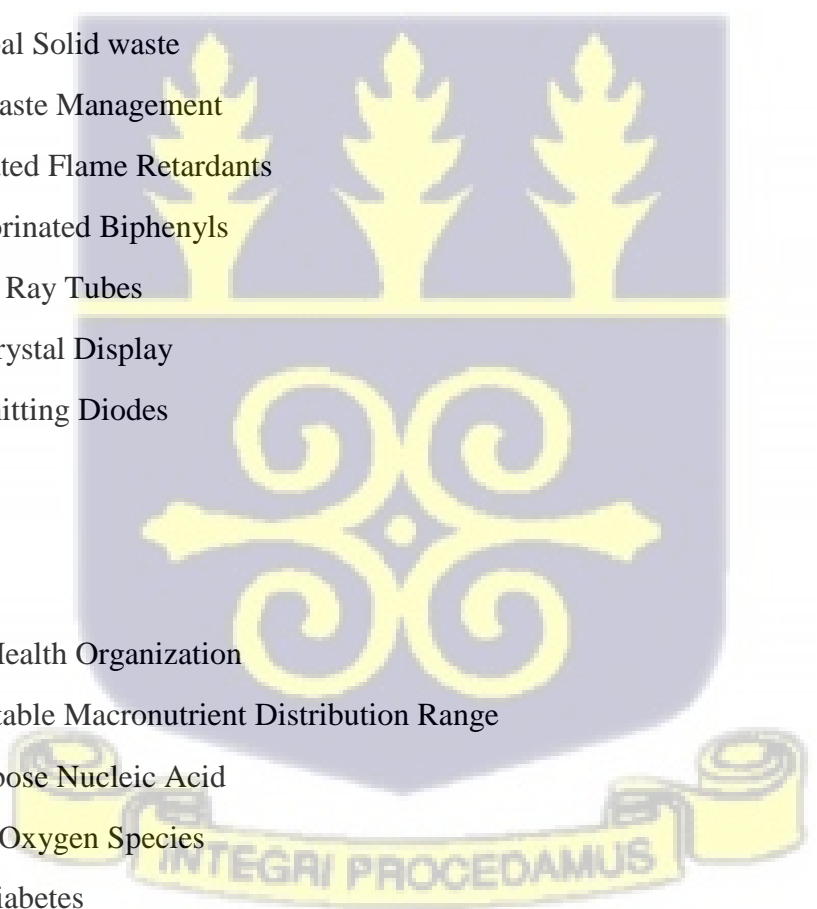 al Solid waste
aste Management
ted Flame Retardants
rinated Biphenyls
Ray Tubes
rystal Display
itting Diodes
Health Organization
table Macronutrient Distribution Range
bose Nucleic Acid
Oxygen Species
iabetes
INTEGRI PROCEDAMUS